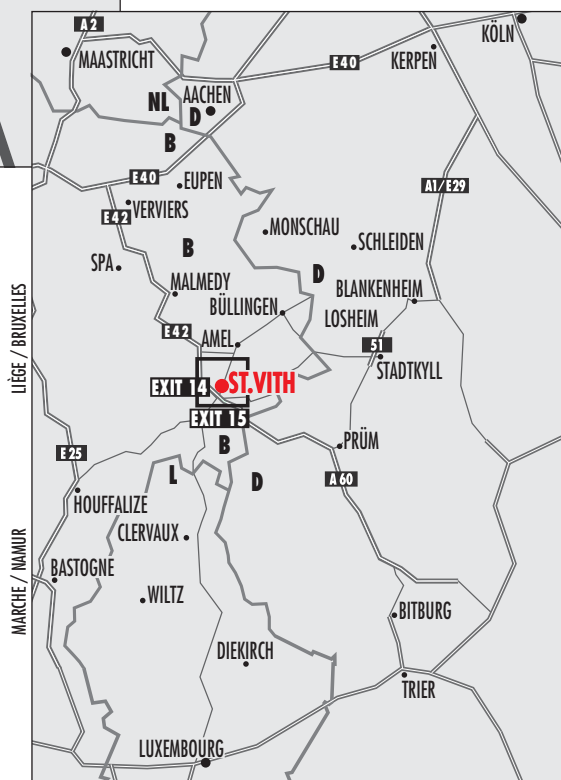 A 2
KÖLN
MAASTRICHT
KERPEN
E40
NL
AACHEN
D
B
E40
EUPEN
A1/E29
VERVIERS
E42
MONSCHAU
SCHLEIDEN
B
SPA
D
MALMEDY
BLANKENHEIM
BÜLLINGEN
LOSHEIM
E42
AMEL
51
STADTKYLL
LIÈGE / BRUXELLES
EXIT 14
ST.VITH
EXIT 15
B
PRÜM
E25
L
D
A 60
HOUFFALIZE
CLERVAUX
BASTOGNE
MARCHE / NAMUR
WILTZ
BITBURG
DIEKIRCH
TRIER
LUXEMBOURG